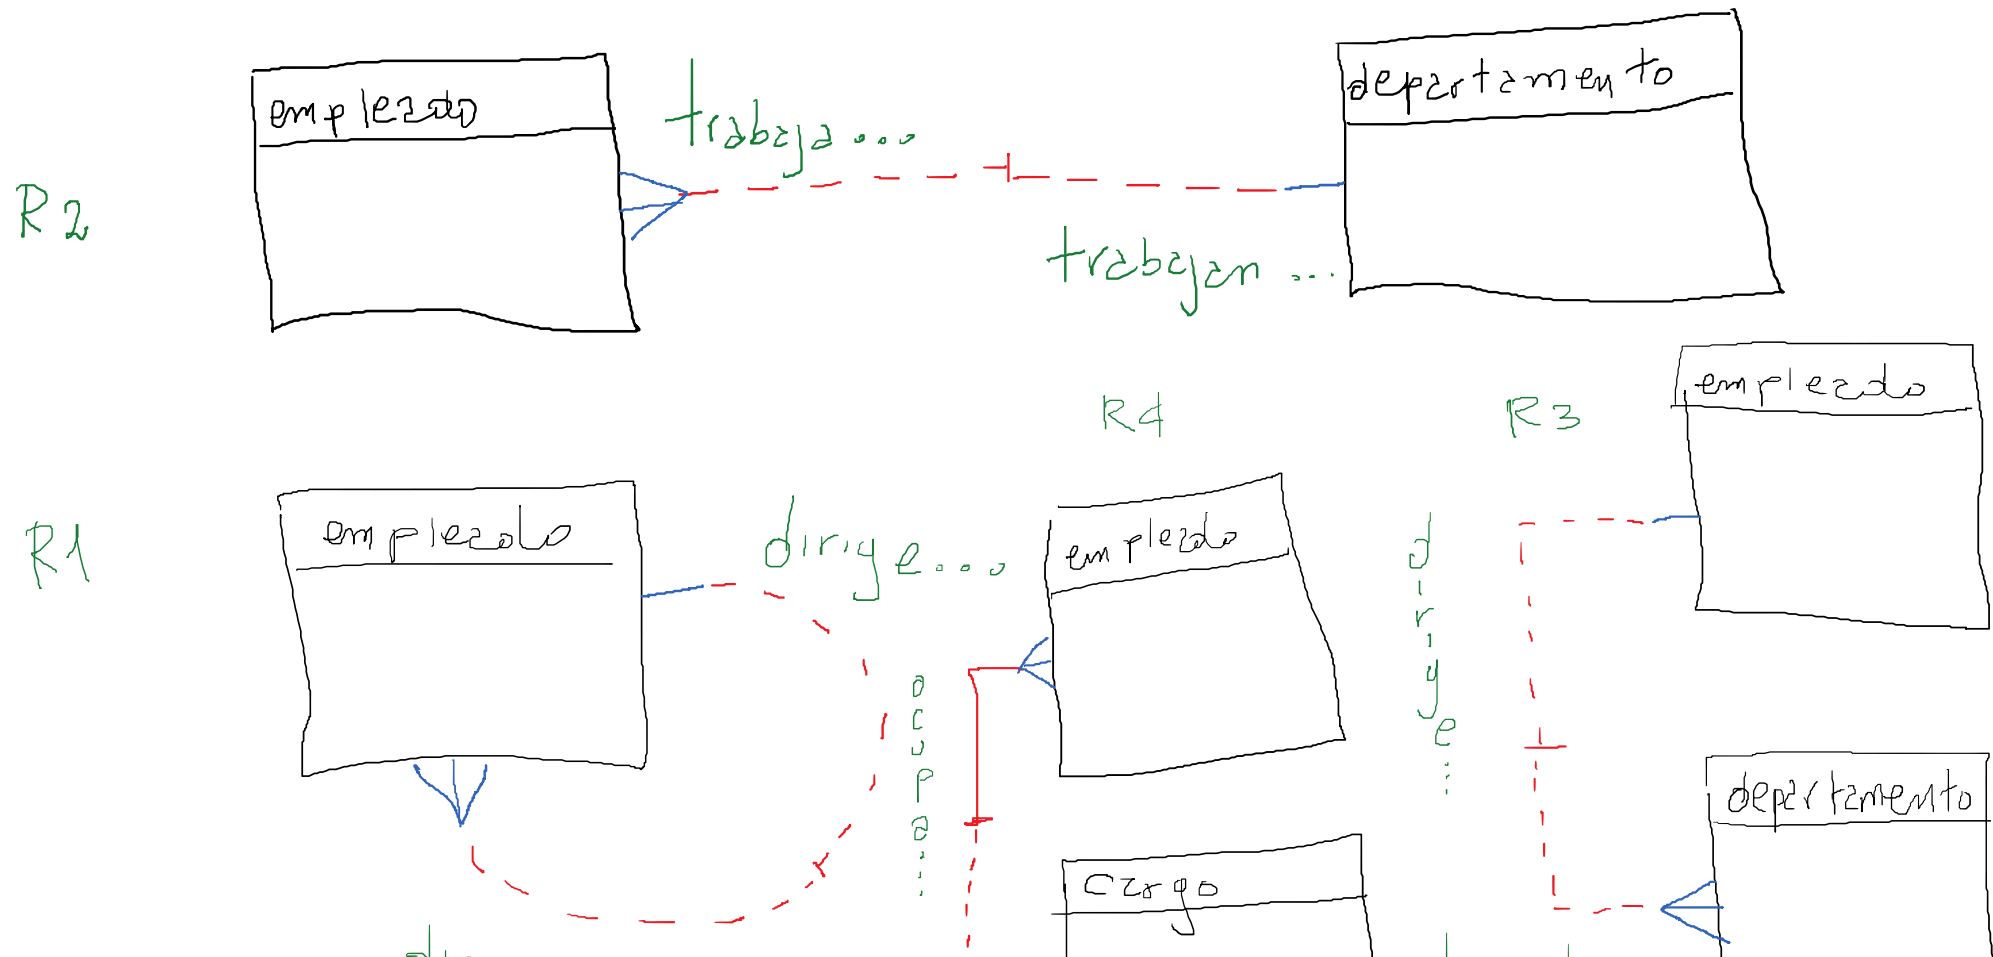 empleado
trabaja...
departamento
R2
trabajan...
R4
R3
empleado
R1
empleado
dirige...
empleado
dirige...
ocupa...
departamento
cargo